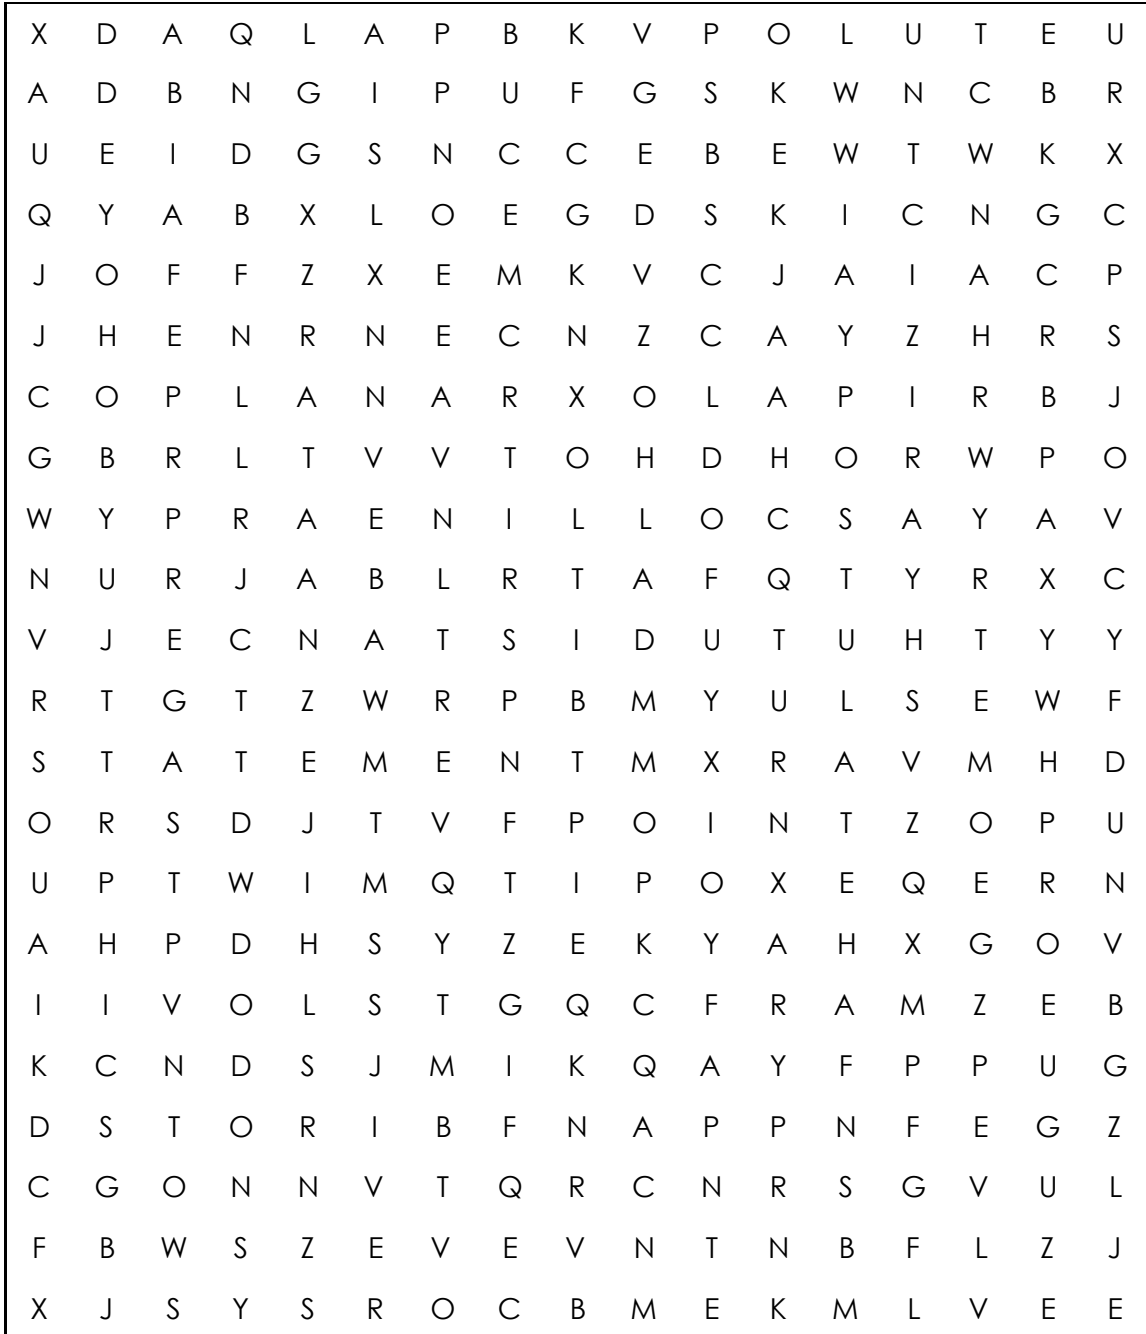 X D A Q L A P B K V P O L U T E U
A D B N G I P U F G S K W N C B R
U E I D G S N C C E B E W T W K X
Q Y A B X L O E G D S K I C N G C
J O F F Z X E M K V C J A I A C P
J H E N R N E C N Z C A Y Z H R S
C O P L A N A R X O L A P I R B J
G B R L T V V T O H D H O R W P O
W Y P R A E N I L L O C S A Y A V
N U R J A B L R T A F Q T Y R X C
V J E C N A T S I D U T U H T Y Y
R T G T Z W R P B M Y U L S E W F
S T A T E M E N T M X R A V M H D
O R S D J T V F P O I N T Z O P U
U P T W I M Q T I P O X E Q E R N
A H P D H S Y Z E K Y A H X G O V
I I V O L S T G Q C F R A M Z E B
K C N D S J M I K Q A Y F P P U G
D S T O R I B F N A P P N F E G Z
C G O N N V T Q R C N R S G V U L
F B W S Z E V E V N T N B F L Z J
X J S Y S R O C B M E K M L V E E